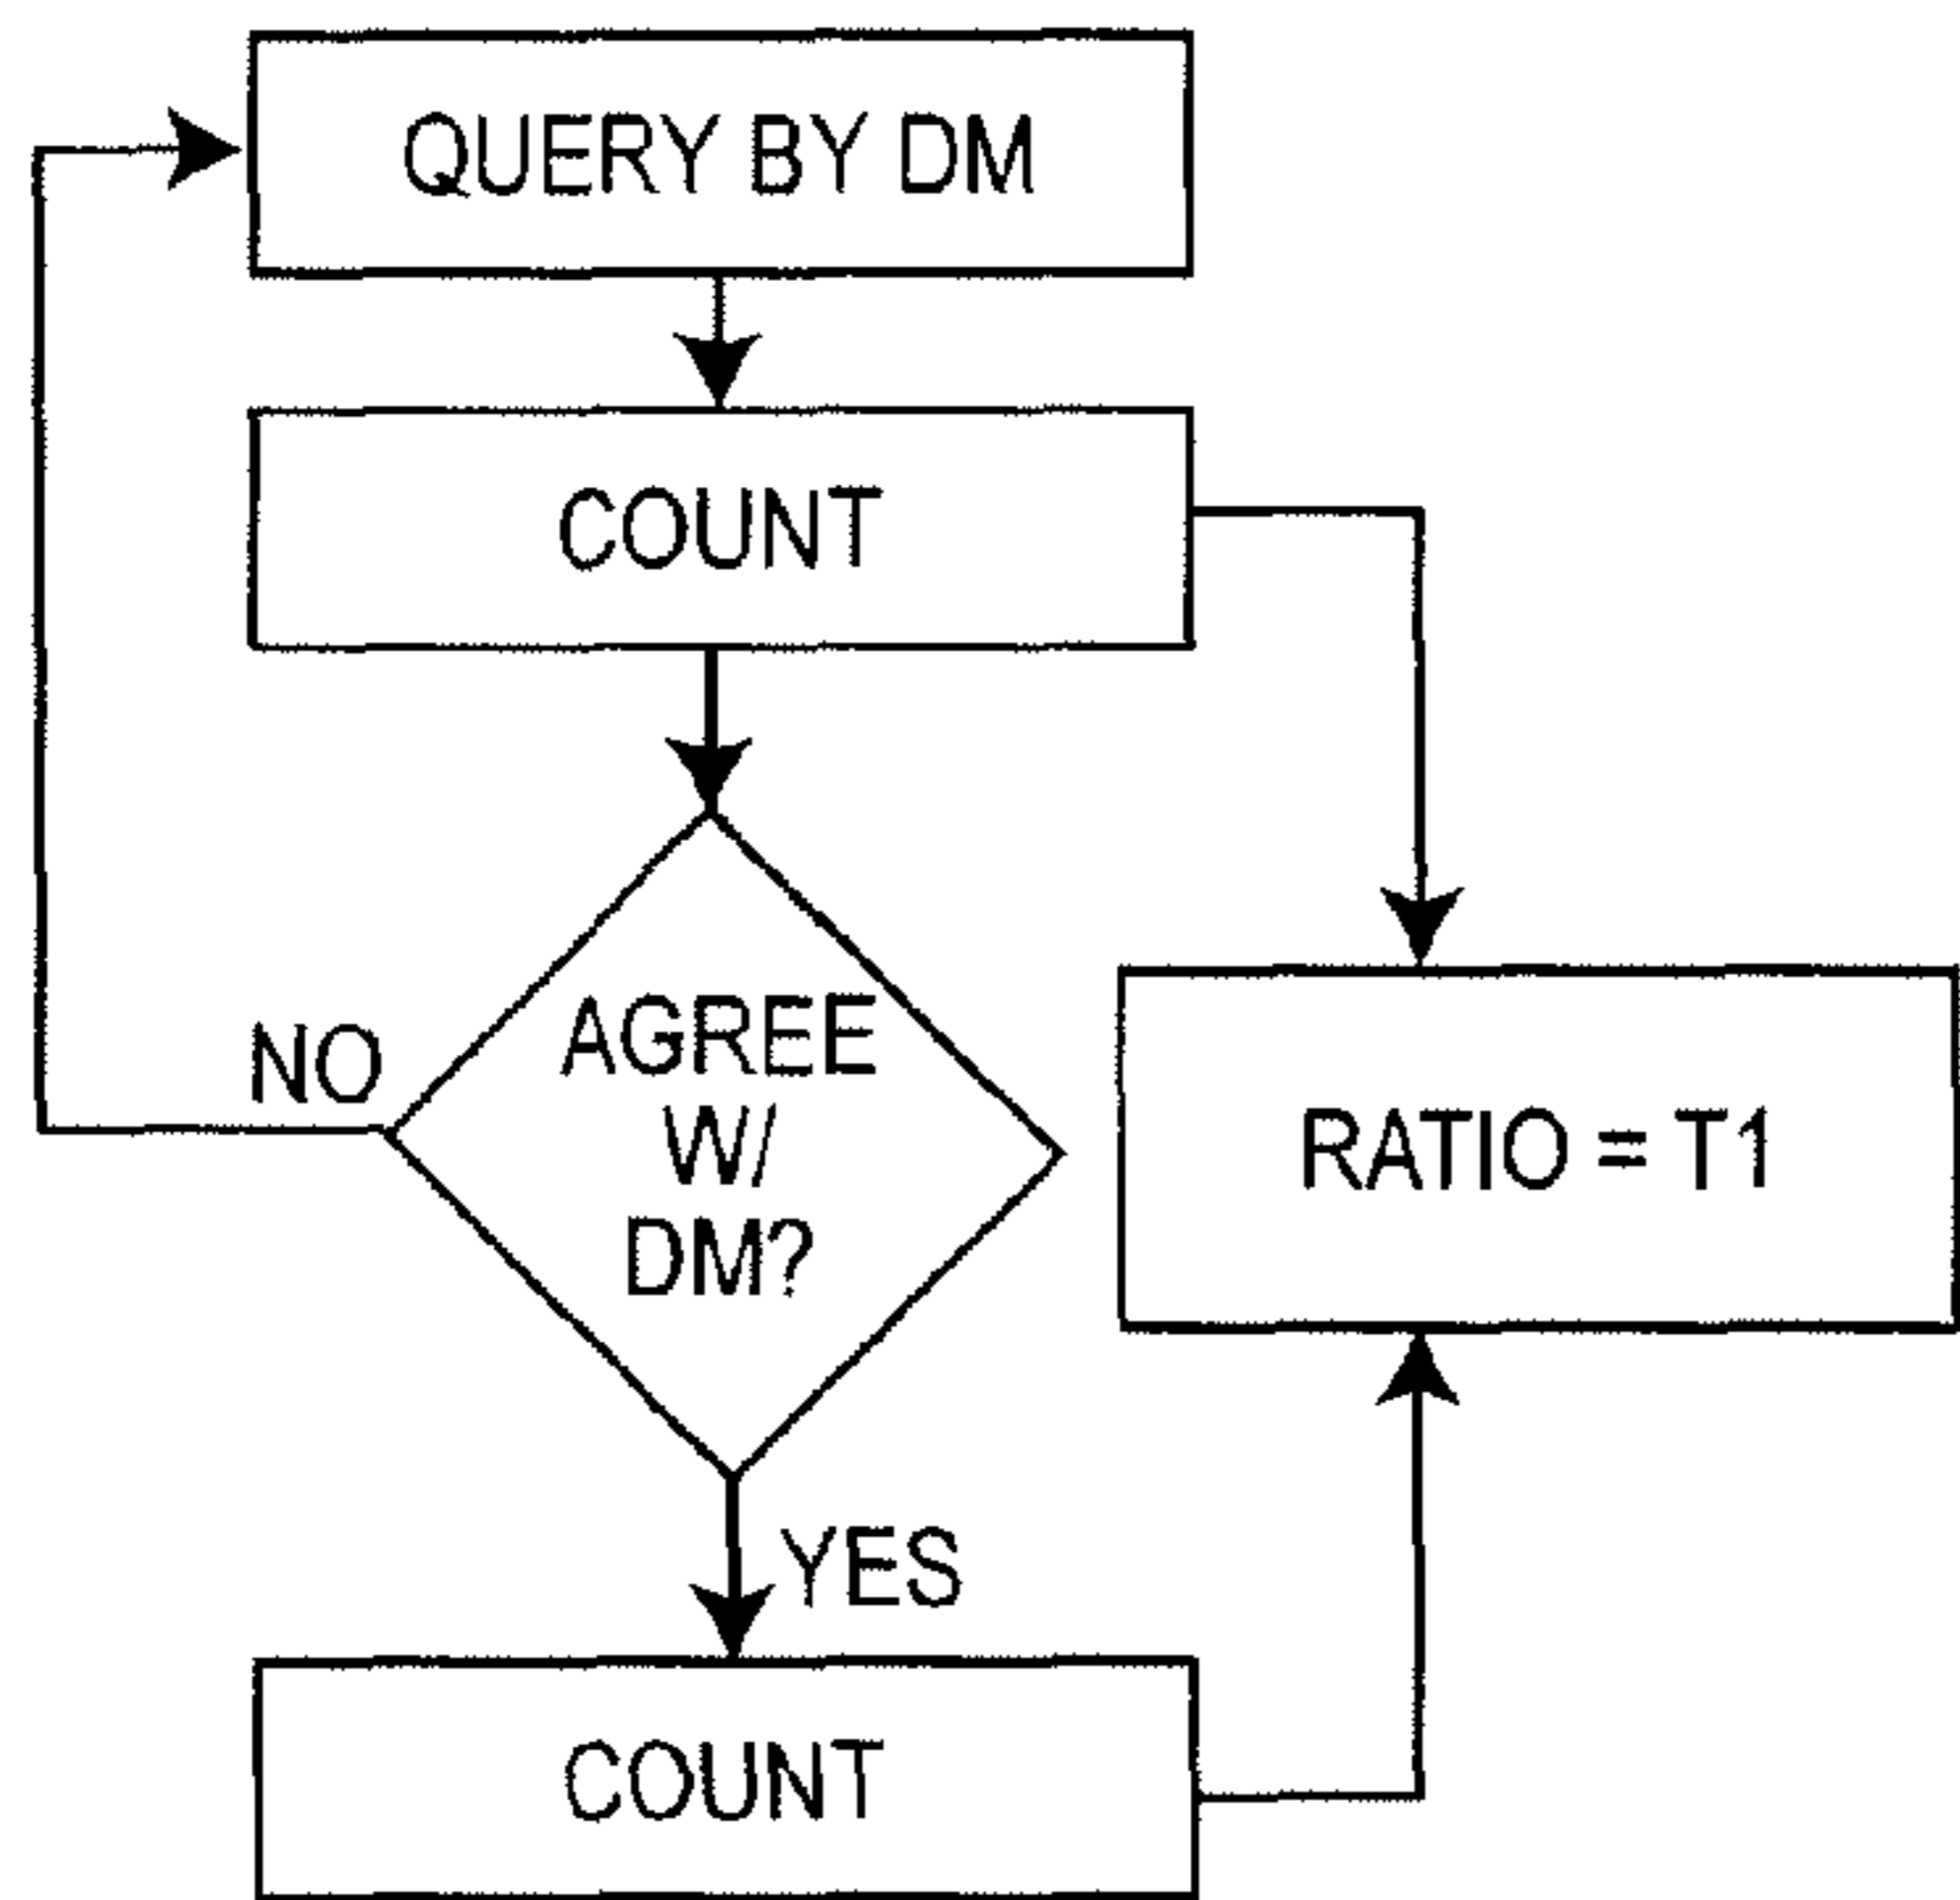 QUERY BY DM
COUNT
NO
AGREE
W/
DM?
RATIO = T1
YES
COUNT